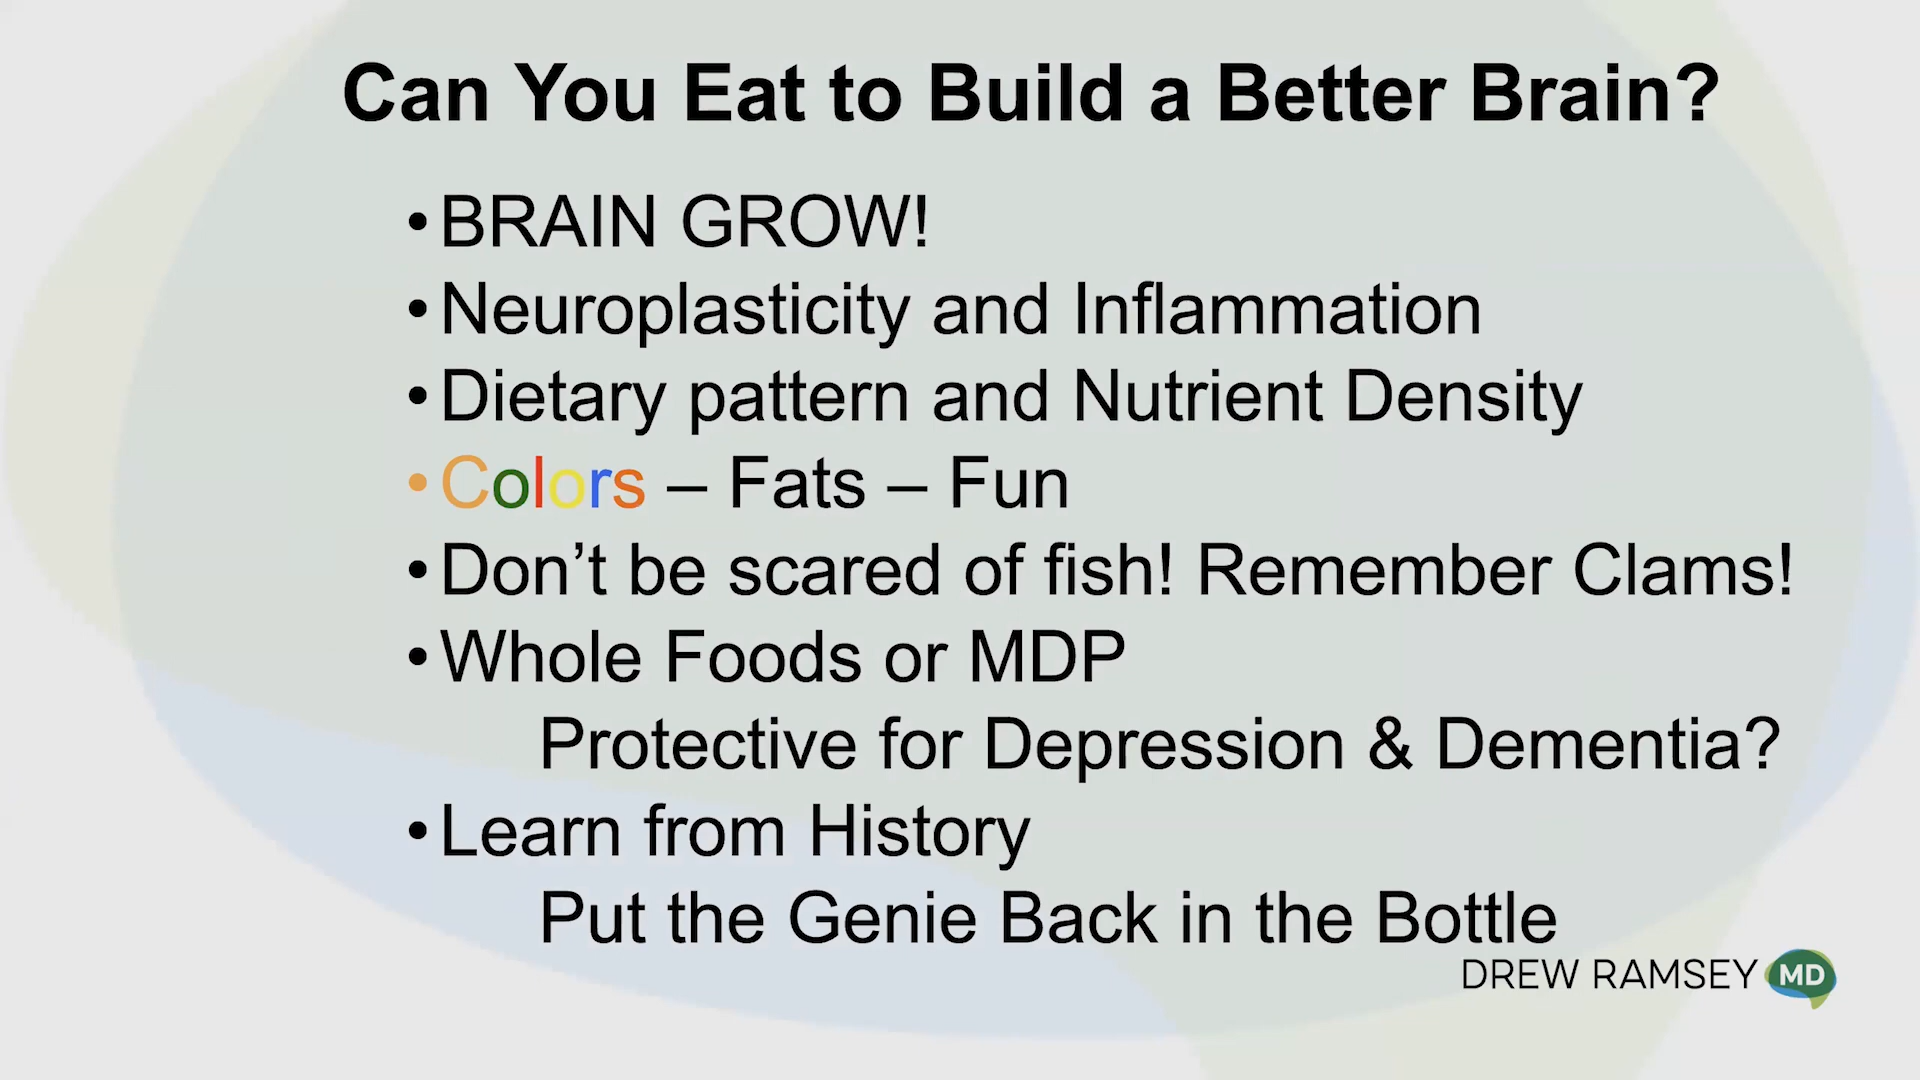 Can You Eat to Build a Better Brain?
•BRAIN GROW!
•Neuroplasticity and Inflammation
•Dietary pattern and Nutrient Density
•Colors – Fats – Fun
•Don’t be scared of fish! Remember Clams!
•Whole Foods or MDP
Protective for Depression & Dementia?
•Learn from History
Put the Genie Back in the Bottle
DREW RAMSEY MD